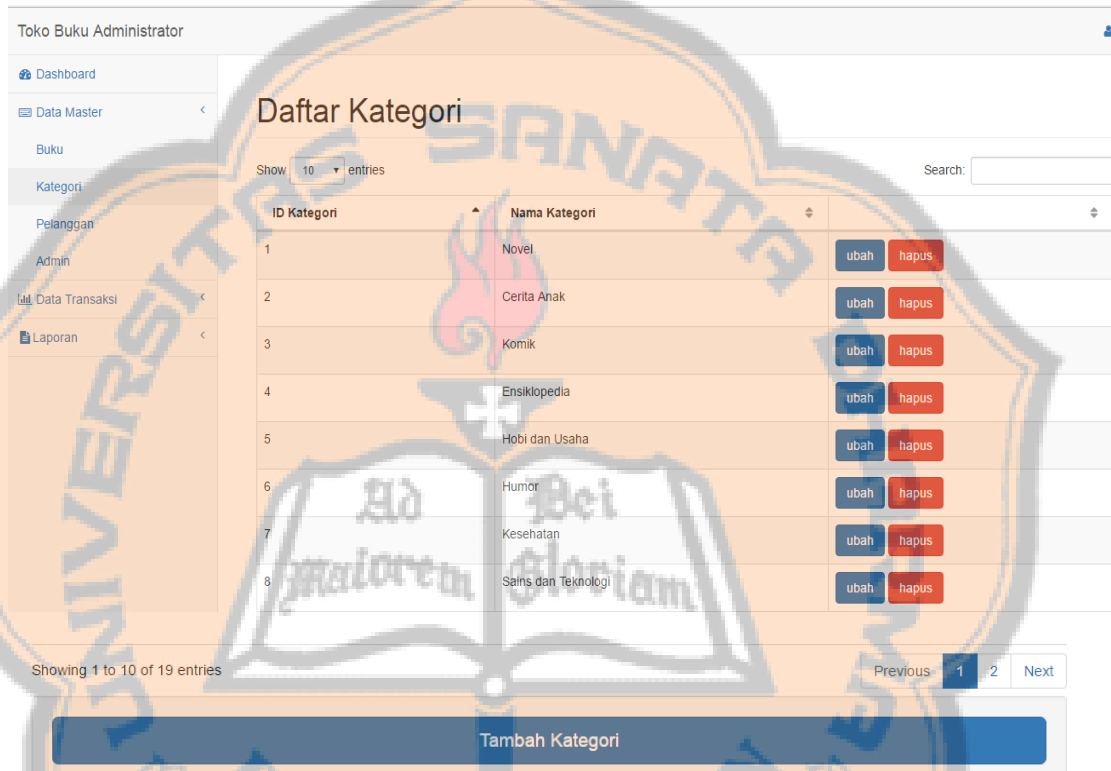 Toko Buku Administrator
Dashboard
Data Master
Buku
Kategori
Pelanggan
Admin
Data Transaksi
Laporan
Daftar Kategori
Show 10 entries
Search:
ID Kategori Nama Kategori
1 Novel ubah hapus
2 Cerita Anak ubah hapus
3 Komik ubah hapus
4 Ensiklopedia ubah hapus
5 Hobi dan Usaha ubah hapus
6 Humor ubah hapus
7 Kesehatan ubah hapus
8 Sains dan Teknologi ubah hapus
Showing 1 to 10 of 19 entries
Previous 1 2 Next
Tambah Kategori
SANATA
Ad Dei
Maiorem Gloriam